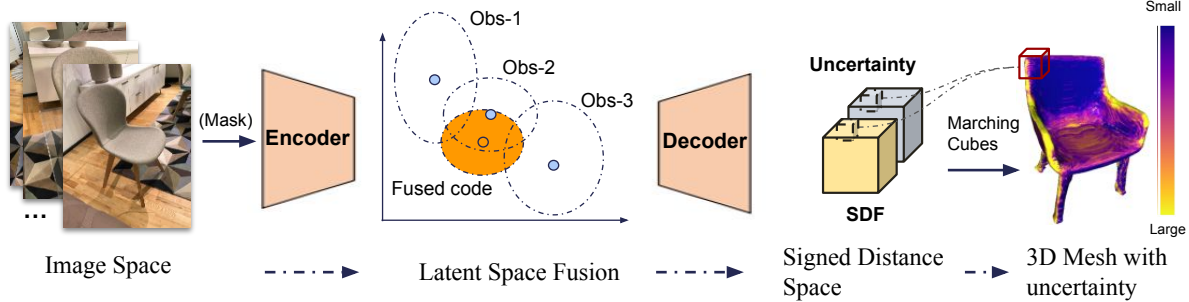 Small
Obs-1
Obs-2
Obs-3
Uncertainty
(Mask)
Encoder
Decoder
Marching
Cubes
Fused code
SDF
...
Large
Image Space
Latent Space Fusion
Signed Distance
Space
3D Mesh with
uncertainty